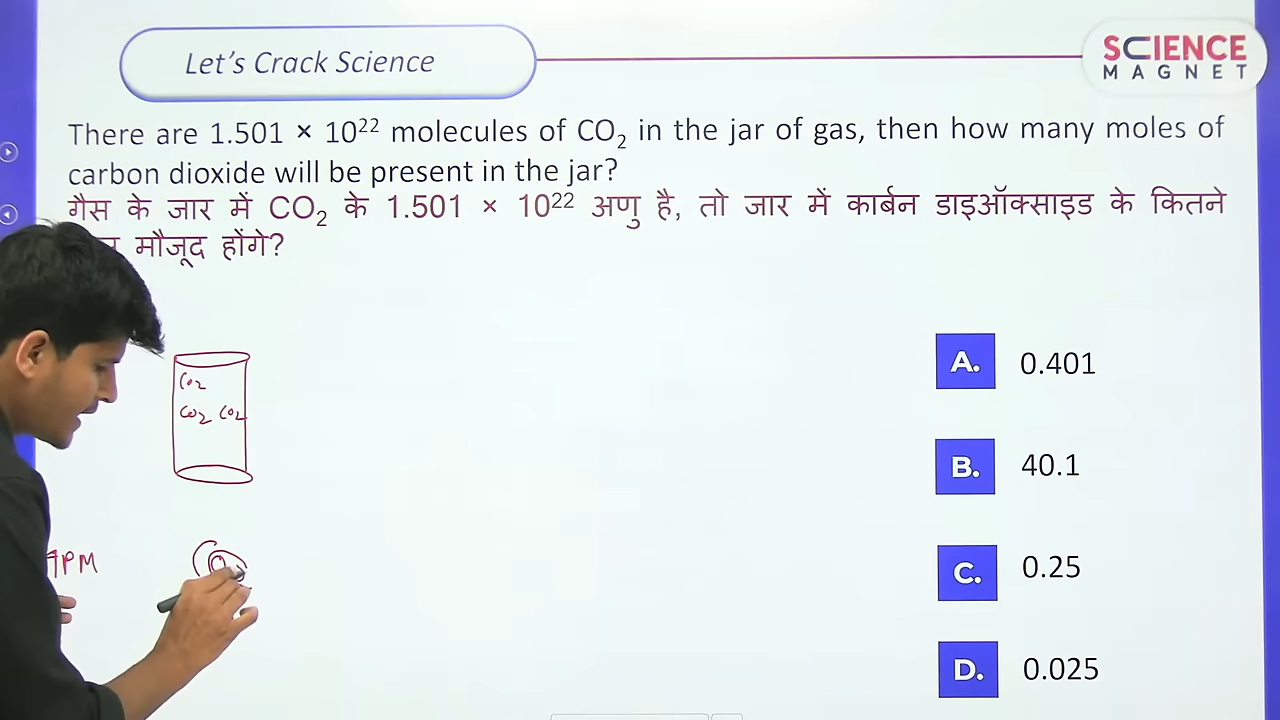 Let's Crack Science
SCIENCE
MAGNET
There are 1.501 × 10²² molecules of CO₂ in the jar of gas, then how many moles of
carbon dioxide will be present in the jar?
गैस के जार में CO₂ के 1.501 × 10²² अणु है, तो जार में कार्बन डाइऑक्साइड के कितने
मौजूद होंगे?
CO₂
CO₂ CO₂
A. 0.401
B. 40.1
C. 0.25
D. 0.025